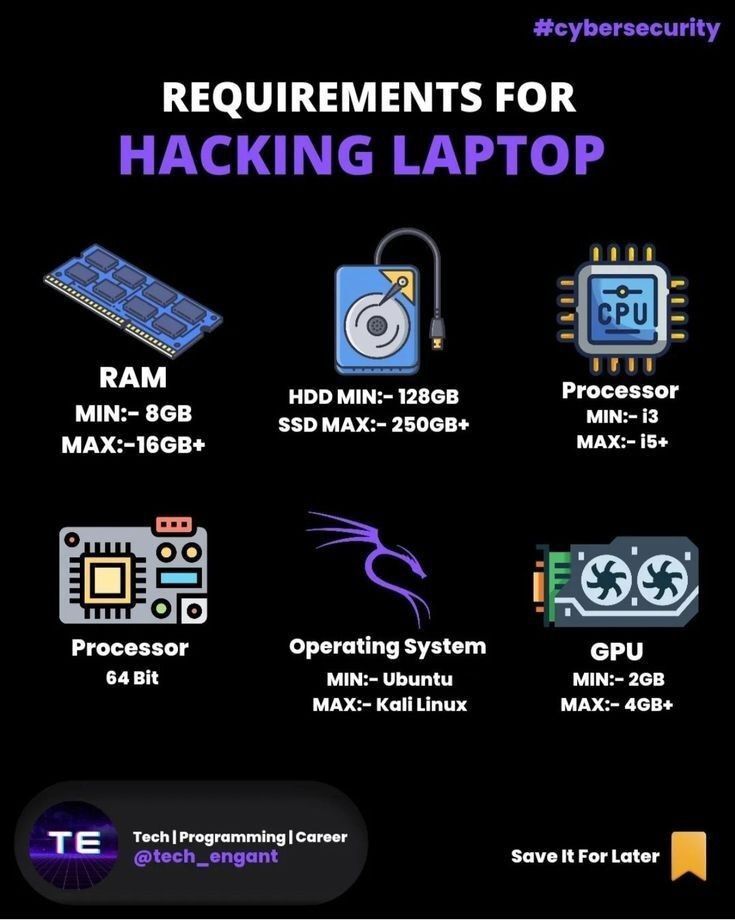 #cybersecurity
REQUIREMENTS FOR
HACKING LAPTOP
RAM
MIN:- 8GB
MAX:-16GB+
HDD MIN:- 128GB
SSD MAX:- 250GB+
CPU
Processor
MIN:- i3
MAX:- i5+
Processor
64 Bit
Operating System
MIN:- Ubuntu
MAX:- Kali Linux
GPU
MIN:- 2GB
MAX:- 4GB+
TE
Tech|Programming|Career
@tech_engant
Save It For Later